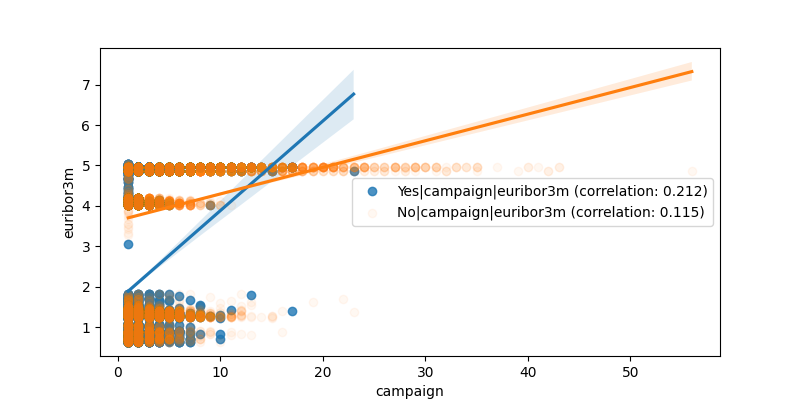 7
6
5
4
3
2
1
euribor3m
Yes|campaign|euribor3m (correlation: 0.212)
No|campaign|euribor3m (correlation: 0.115)
0 10 20 30 40 50
campaign